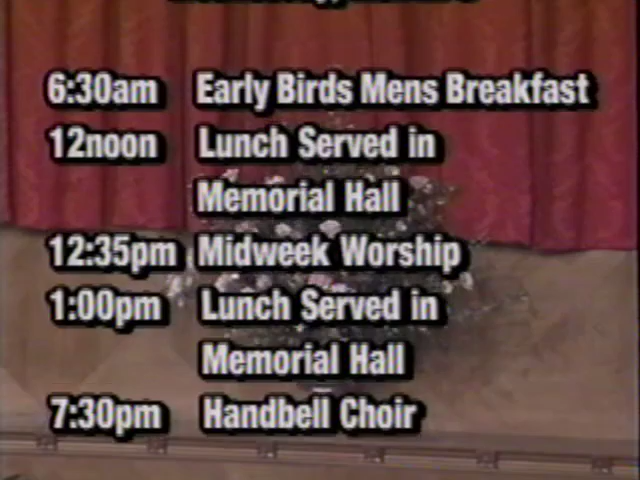 6:30am Early Birds Mens Breakfast
12noon Lunch Served in
Memorial Hall
12:35pm Midweek Worship
1:00pm Lunch Served in
Memorial Hall
7:30pm Handbell Choir